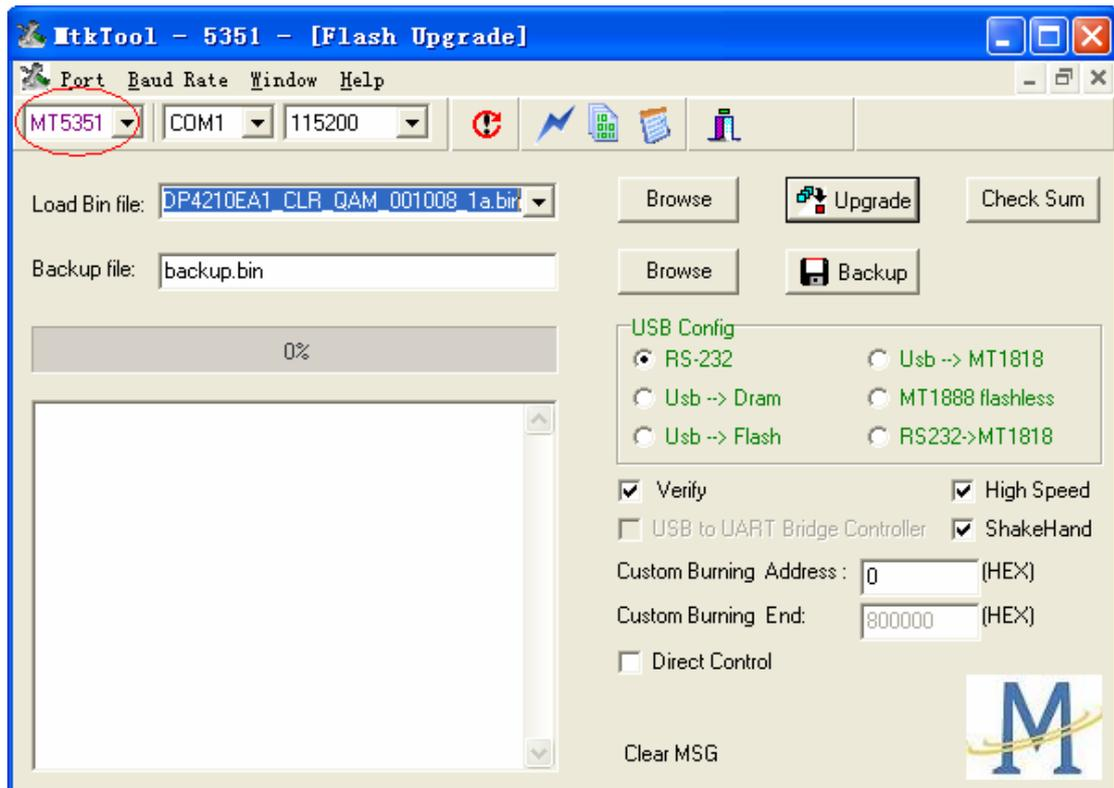 MtkTool - 5351 - [Flash Upgrade]
Port Baud Rate Window Help
MT5351 COM1 115200
Load Bin file: DP4210EA1_CLR_QAM_001008_1a.bin Browse Upgrade Check Sum
Backup file: backup.bin Browse Backup
0%
USB Config
RS-232 Usb --> MT1818
Usb --> Dram MT1888 flashless
Usb --> Flash RS232->MT1818
Verify High Speed
USB to UART Bridge Controller ShakeHand
Custom Burning Address : 0 (HEX)
Custom Burning End: 800000 (HEX)
Direct Control
Clear MSG
M